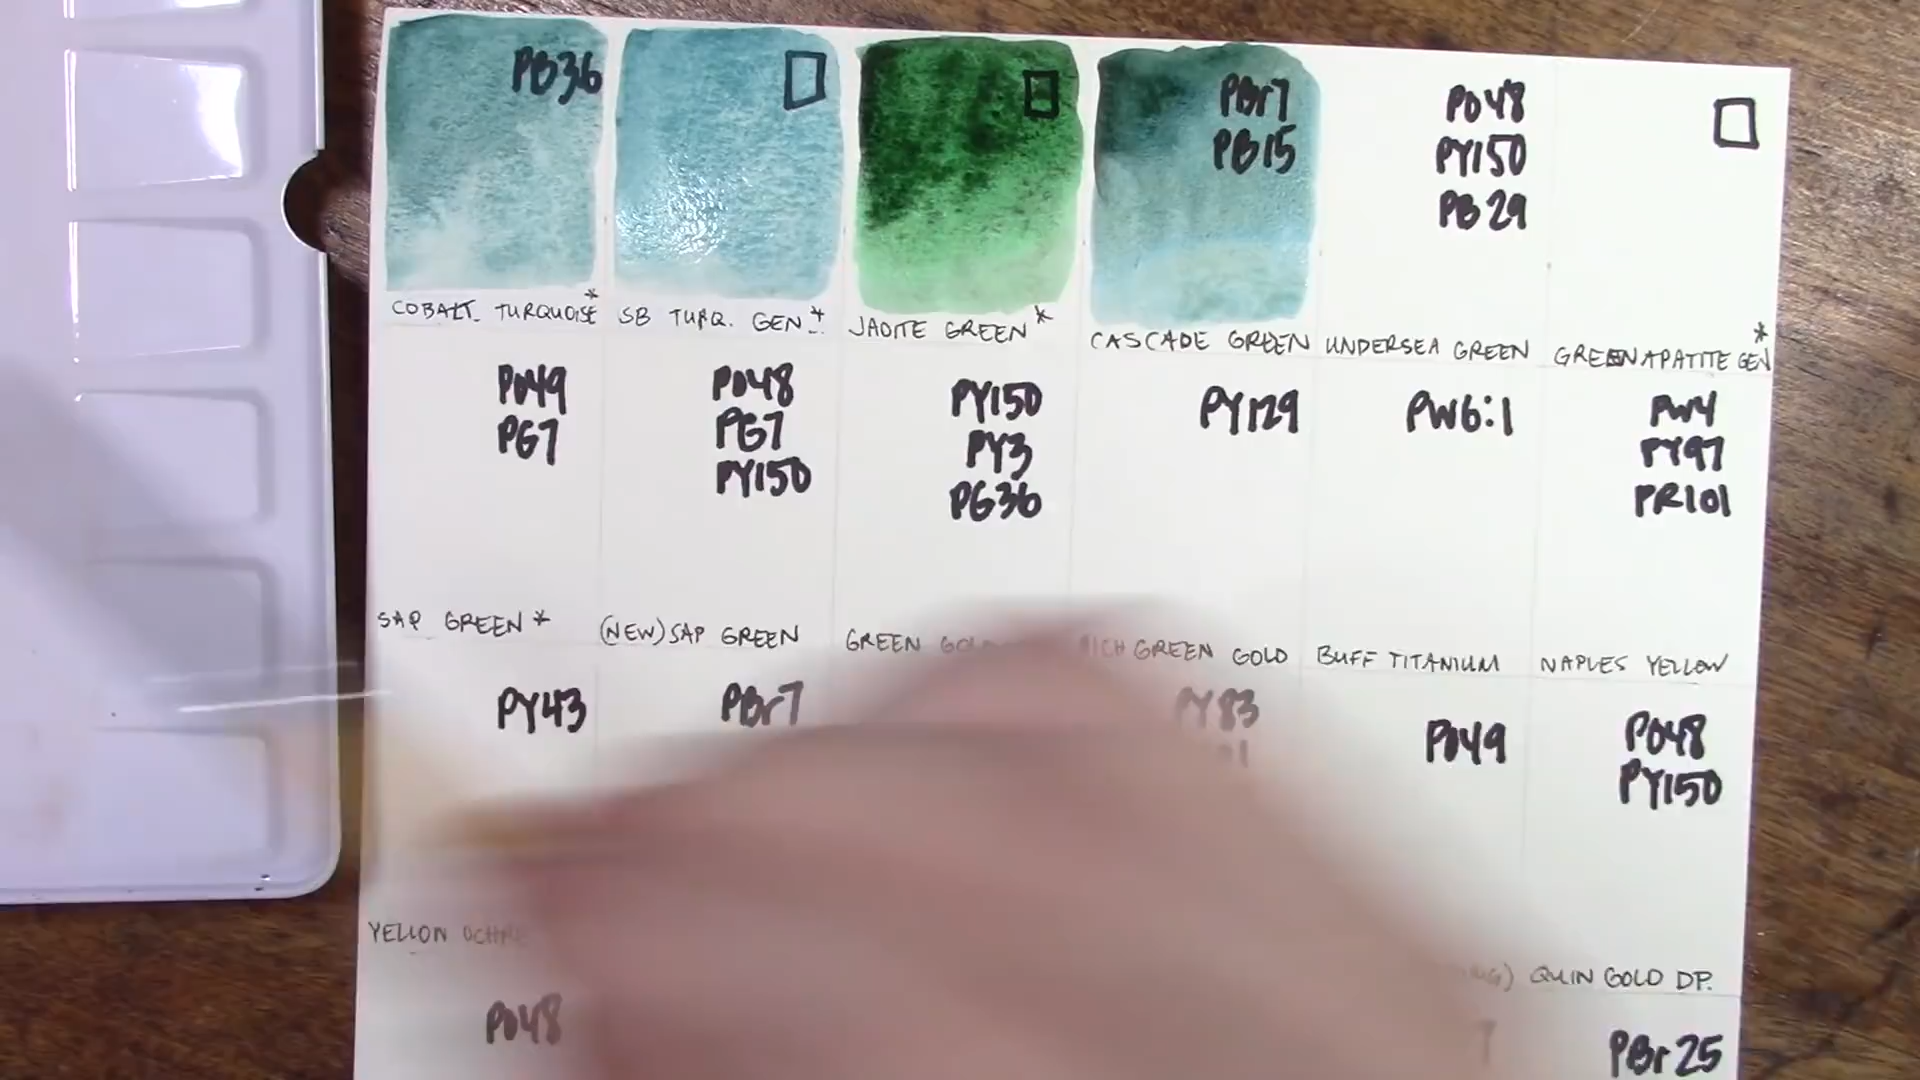 PB36
PBr7
PB15
PO48
PY150
PB29
COBALT TURQUOISE*
SB TURQ. GEN*
JADITE GREEN*
CASCADE GREEN
UNDERSEA GREEN
GREEN APATITE GEN*
PO49
PG7
PO48
PG7
PY150
PY150
PY3
PG36
PY129
PW6:1
PW4
PY97
PR101
SAP GREEN*
(NEW) SAP GREEN
GREEN
RICH GREEN GOLD
BUFF TITANIUM
NAPLES YELLOW
PY43
PBr7
PY83
PO49
PO48
PY150
YELLOW
QUIN GOLD DP.
PO48
PBr25